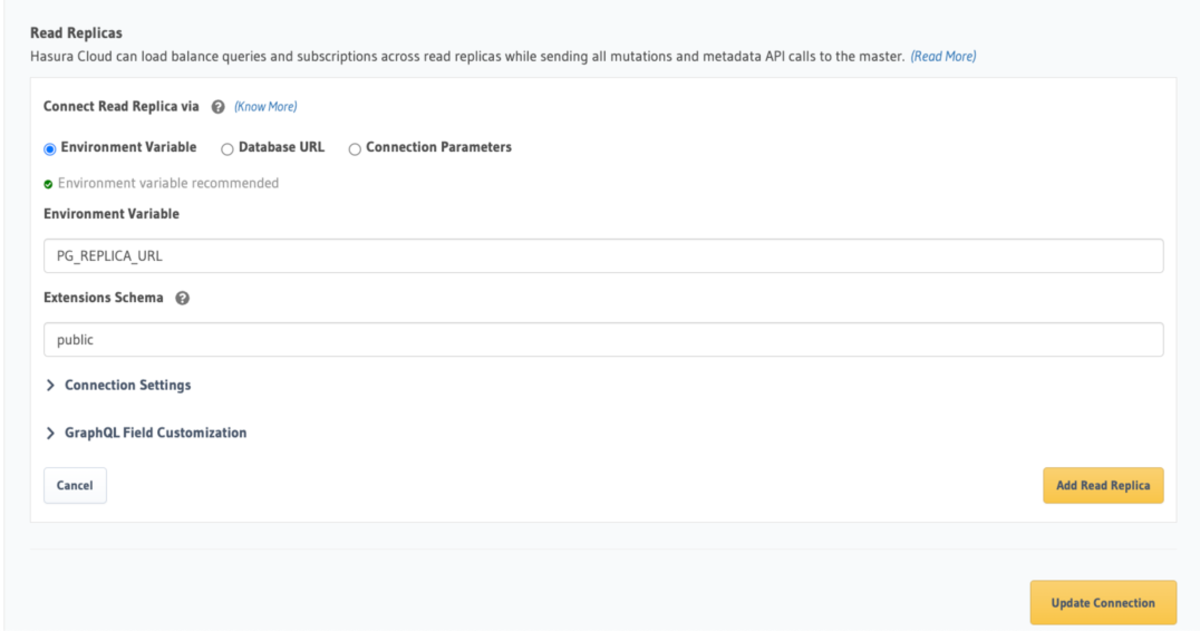 Read Replicas
Hasura Cloud can load balance queries and subscriptions across read replicas while sending all mutations and metadata API calls to the master. (Read More)
Connect Read Replica via ? (Know More)
Environment Variable Database URL Connection Parameters
Environment variable recommended
Environment Variable
PG_REPLICA_URL
Extensions Schema ?
public
Connection Settings
GraphQL Field Customization
Cancel Add Read Replica
Update Connection